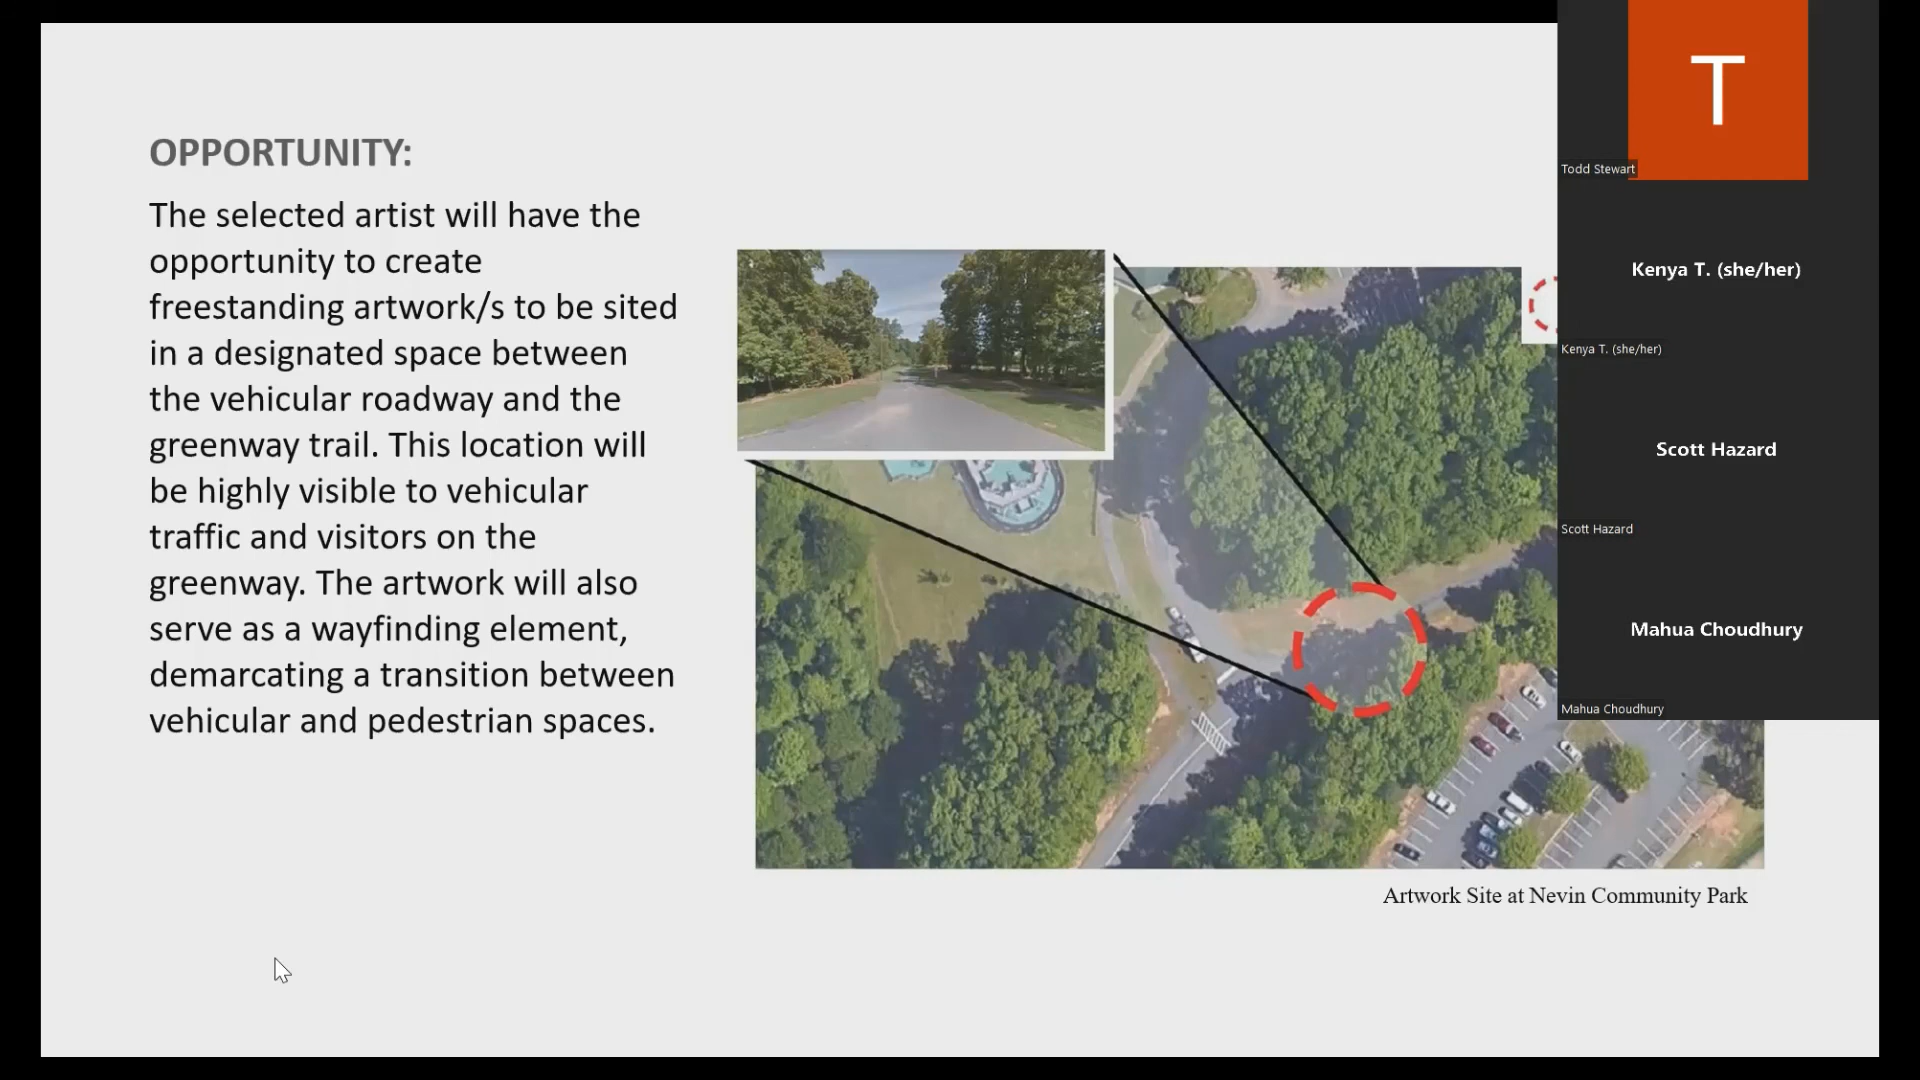 OPPORTUNITY:
The selected artist will have the
opportunity to create
freestanding artwork/s to be sited
in a designated space between
the vehicular roadway and the
greenway trail. This location will
be highly visible to vehicular
traffic and visitors on the
greenway. The artwork will also
serve as a wayfinding element,
demarcating a transition between
vehicular and pedestrian spaces.
Artwork Site at Nevin Community Park
T
Todd Stewart
Kenya T. (she/her)
Kenya T. (she/her)
Scott Hazard
Scott Hazard
Mahua Choudhury
Mahua Choudhury